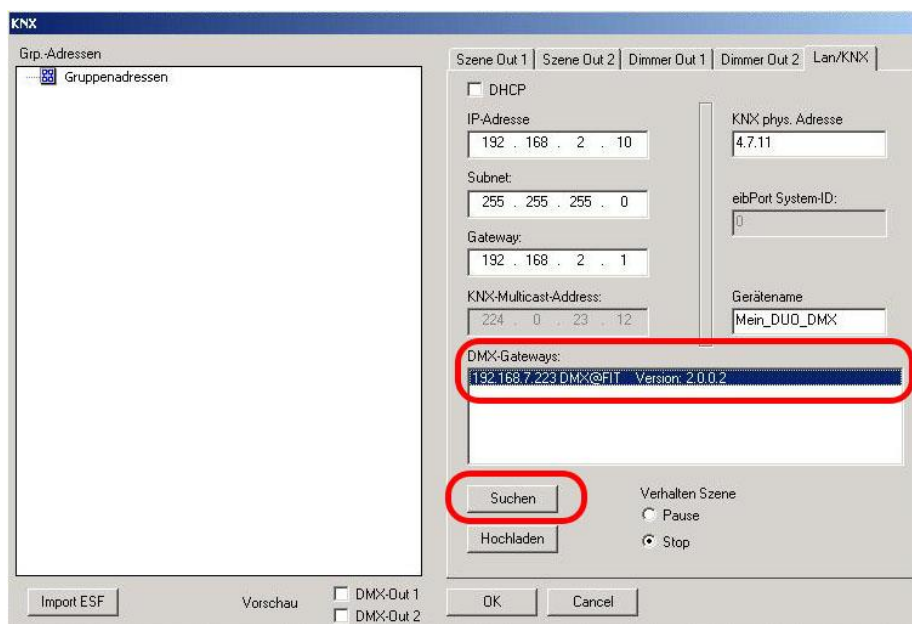 KNX
Grp.-Adressen
Gruppenadressen
Szene Out 1 Szene Out 2 Dimmer Out 1 Dimmer Out 2 Lan/KNX
DHCP
IP-Adresse
192 . 168 . 2 . 10
KNX phys. Adresse
4.7.11
Subnet:
255 . 255 . 255 . 0
eibPort System-ID:
0
Gateway:
192 . 168 . 2 . 1
KNX-Multicast-Address:
224 . 0 . 23 . 12
Gerätename
Mein_DUO_DMX
DMX-Gateways:
192.168.7.223 DMX@FIT Version: 2.0.0.2
Suchen
Hochladen
Verhalten Szene
Pause
Stop
Import ESF
Vorschau
DMX-Out 1
DMX-Out 2
OK
Cancel